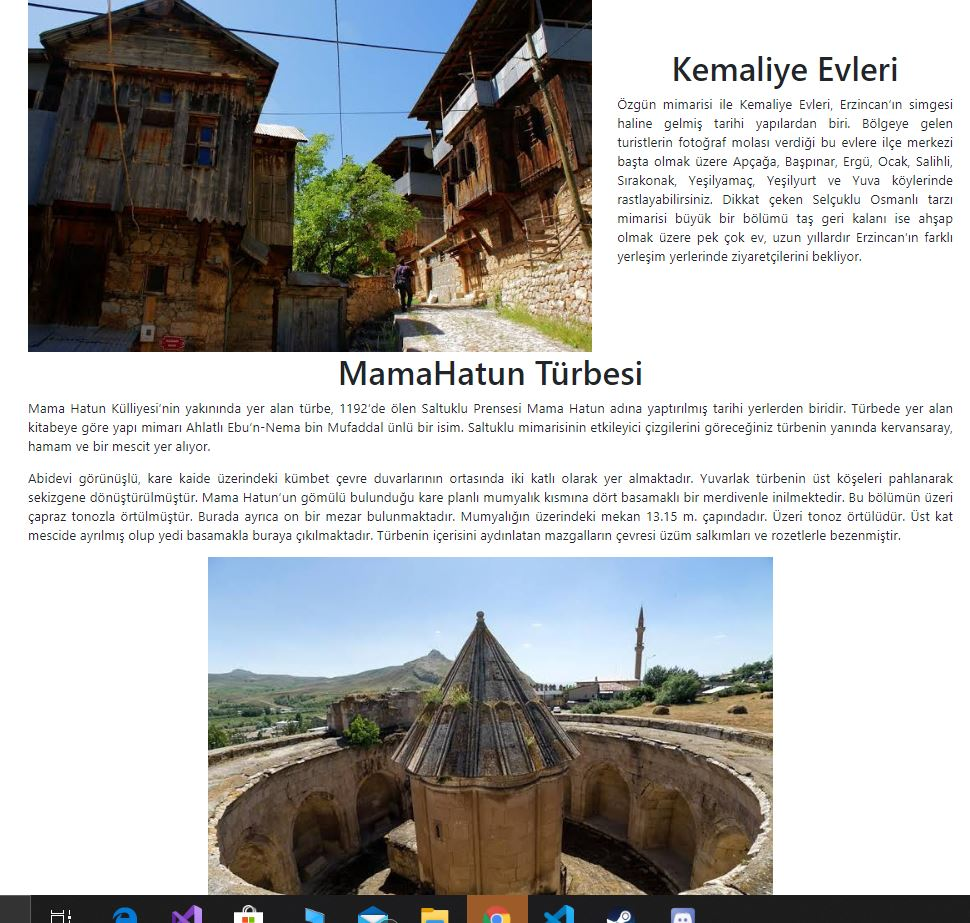 Kemaliye Evleri
Özgün mimarisi ile Kemaliye Evleri, Erzincan'ın simgesi
haline gelmiş tarihi yapılardan biri. Bölgeye gelen
turistlerin fotoğraf molası verdiği bu evlere ilçe merkezi
başta olmak üzere Apçağa, Başpınar, Ergü, Ocak, Salihli,
Sırakonak, Yeşilyamaç, Yeşilyurt ve Yuva köylerinde
rastlayabilirsiniz. Dikkat çeken Selçuklu Osmanlı tarzı
mimarisi büyük bir bölümü taş geri kalanı ise ahşap
olmak üzere pek çok ev, uzun yıllardır Erzincan'ın farklı
yerleşim yerlerinde ziyaretçilerini bekliyor.
MamaHatun Türbesi
Mama Hatun Külliyesi'nin yakınında yer alan türbe, 1192'de ölen Saltuklu Prensesi Mama Hatun adına yaptırılmış tarihi yerlerden biridir. Türbede yer alan
kitabeye göre yapı mimarı Ahlatlı Ebu'n-Nema bin Mufaddal ünlü bir isim. Saltuklu mimarisinin etkileyici çizgilerini göreceğiniz türbenin yanında kervansaray,
hamam ve bir mescit yer alıyor.
Abidevi görünüşlü, kare kaide üzerindeki kümbet çevre duvarlarının ortasında iki katlı olarak yer almaktadır. Yuvarlak türbenin üst köşeleri pahlanarak
sekizgene dönüştürülmüştür. Mama Hatun'un gömülü bulunduğu kare planlı mumyalık kısmına dört basamaklı bir merdivenle inilmektedir. Bu bölümün üzeri
çapraz tonozla örtülmüştür. Burada ayrıca on bir mezar bulunmaktadır. Mumyalığın üzerindeki mekan 13.15 m. çapındadır. Üzeri tonoz örtülüdür. Üst kat
mescide ayrılmış olup yedi basamakla buraya çıkılmaktadır. Türbenin içerisini aydınlatan mazgalların çevresi üzüm salkımları ve rozetlerle bezenmiştir.